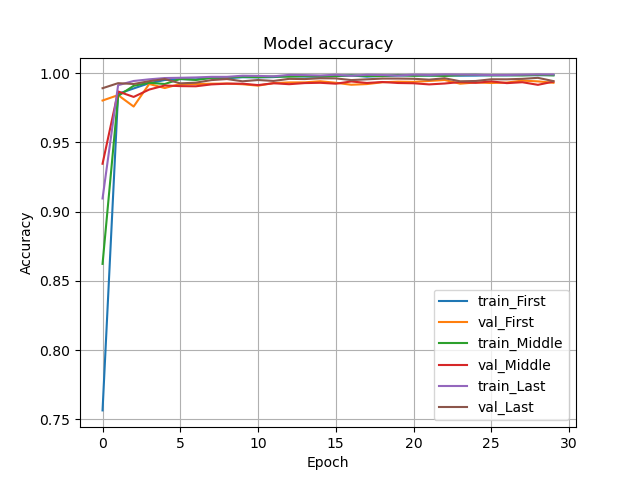 Model accuracy
1.00
0.95
0.90
0.85
0.80
0.75
Accuracy
train_First
val_First
train_Middle
val_Middle
train_Last
val_Last
0 5 10 15 20 25 30
Epoch